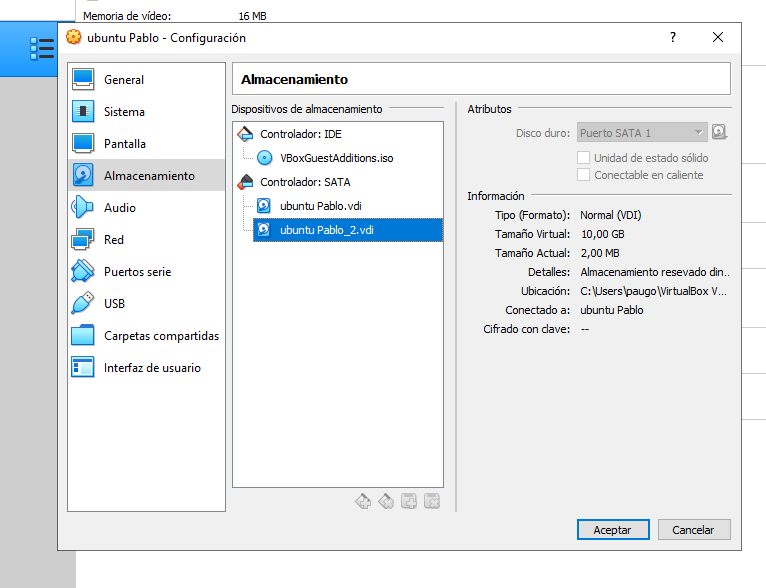 Memoria de vídeo: 16 MB
ubuntu Pablo - Configuración
?
General
Sistema
Pantalla
Almacenamiento
Audio
Red
Puertos serie
USB
Carpetas compartidas
Interfaz de usuario
Almacenamiento
Dispositivos de almacenamiento
Controlador: IDE
VBoxGuestAdditions.iso
Controlador: SATA
ubuntu Pablo.vdi
ubuntu Pablo_2.vdi
Atributos
Disco duro: Puerto SATA 1
Unidad de estado sólido
Conectable en caliente
Información
Tipo (Formato): Normal (VDI)
Tamaño Virtual: 10,00 GB
Tamaño Actual: 2,00 MB
Detalles: Almacenamiento resevado din...
Ubicación: C:\Users\paugo\VirtualBox V...
Conectado a: ubuntu Pablo
Cifrado con clave: --
Aceptar
Cancelar